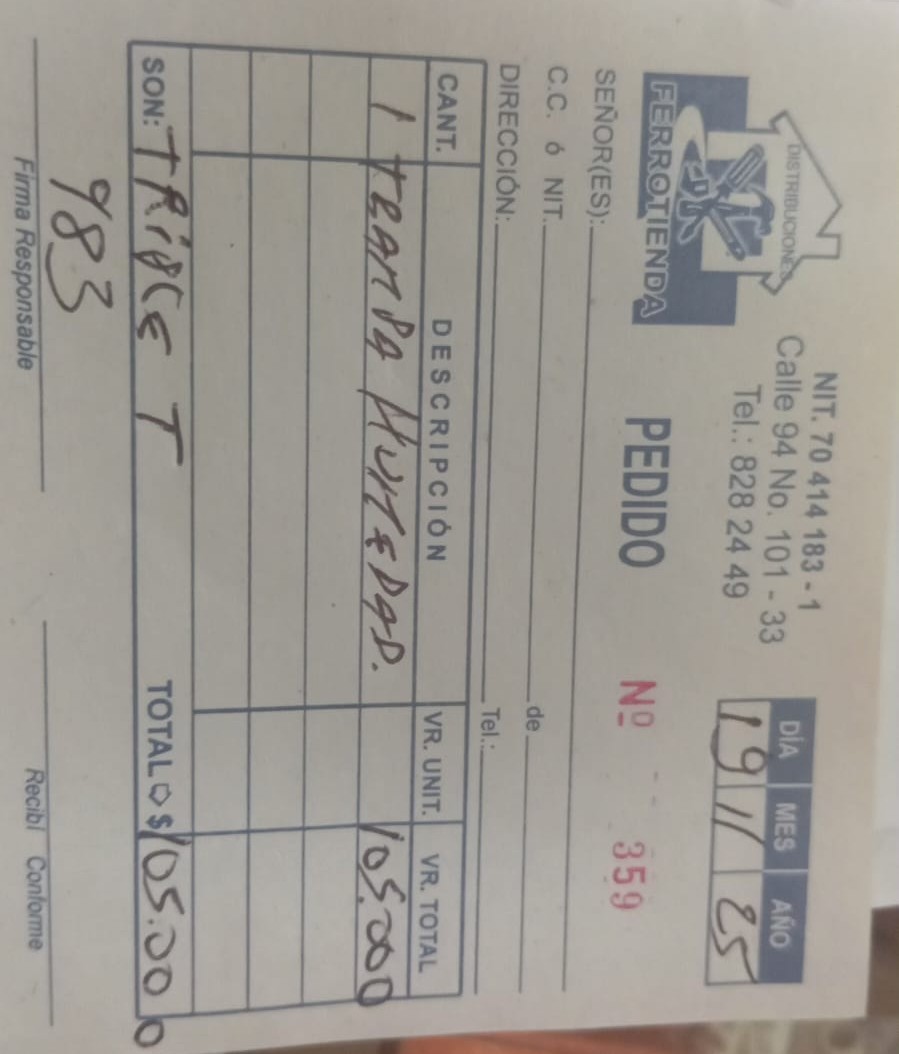 DISTRIBUCIONES
FERROTIENDA
NIT. 70 414 183 - 1
Calle 94 No. 101 - 33
Tel.: 828 24 49
DÍA MES AÑO
19 11 25
PEDIDO Nº 359
SEÑOR(ES):
C.C. ó NIT. de
DIRECCIÓN: Tel.:
CANT. DESCRIPCIÓN VR. UNIT. VR. TOTAL
1 105.000
SON: T TOTAL $ 105.000
983
Firma Responsable Recibí Conforme